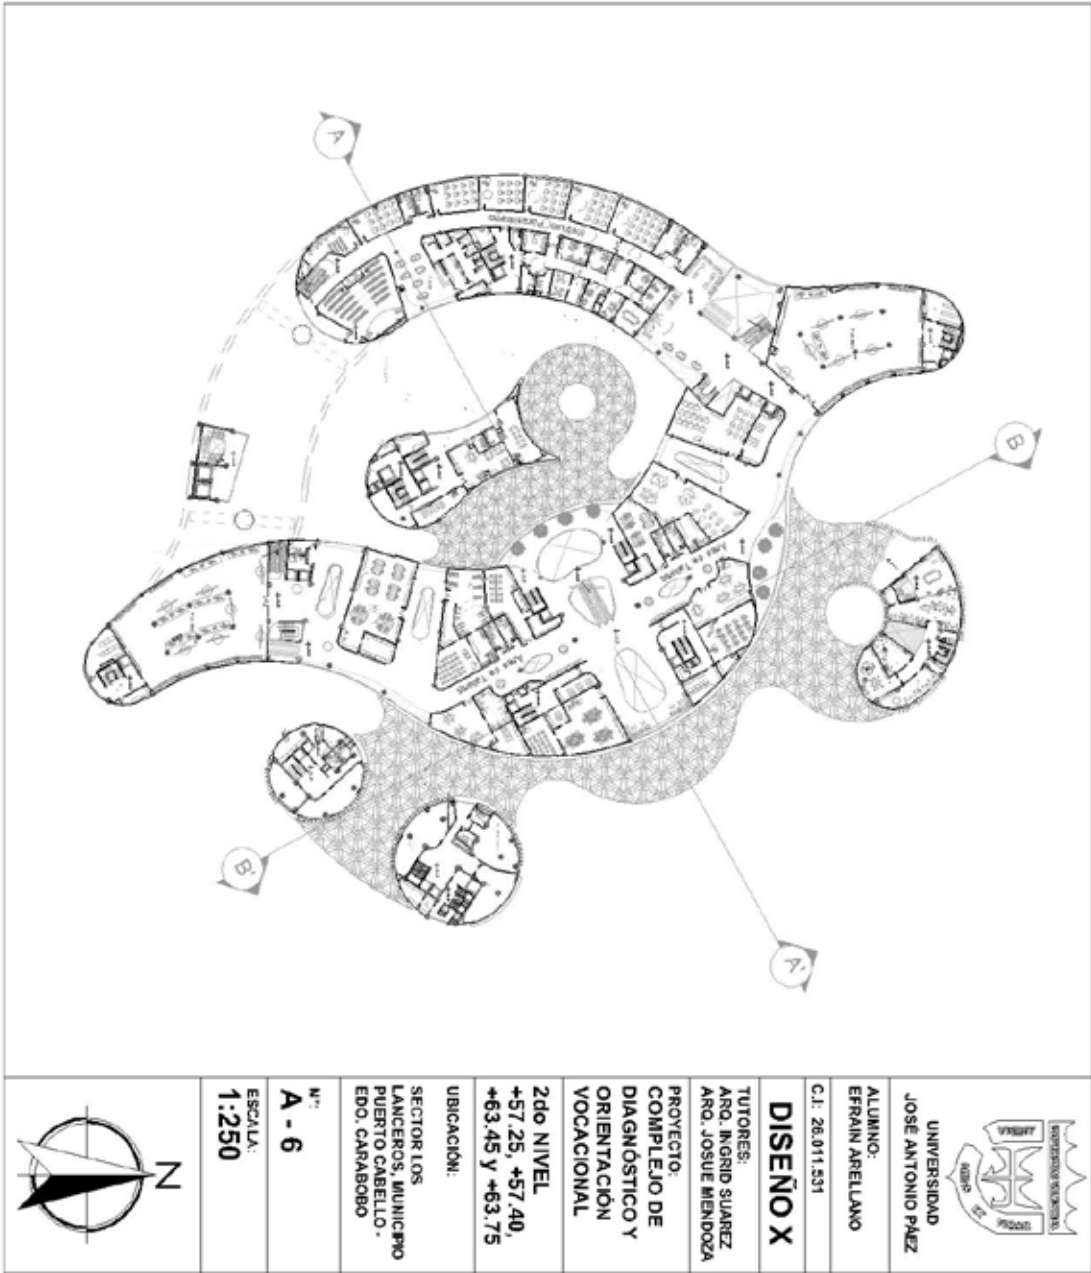 UNIVERSIDAD
JOSÉ ANTONIO PÁEZ
ALUMNO:
EFRAIN ARELLANO
C.I: 26.011.531
DISEÑO X
TUTORES:
ARQ. INGRID SUAREZ
ARQ. JOSUE MENDOZA
PROYECTO:
COMPLEJO DE
DIAGNÓSTICO Y
ORIENTACIÓN
VOCACIONAL
2do NIVEL
+57.25, +57.40,
+63.45 y +63.75
UBICACIÓN:
SECTOR LOS
LANCEROS, MUNICIPIO
PUERTO CABELLO -
EDO. CARABOBO
N°:
A - 6
ESCALA:
1:250
N
A
B
B'
A'